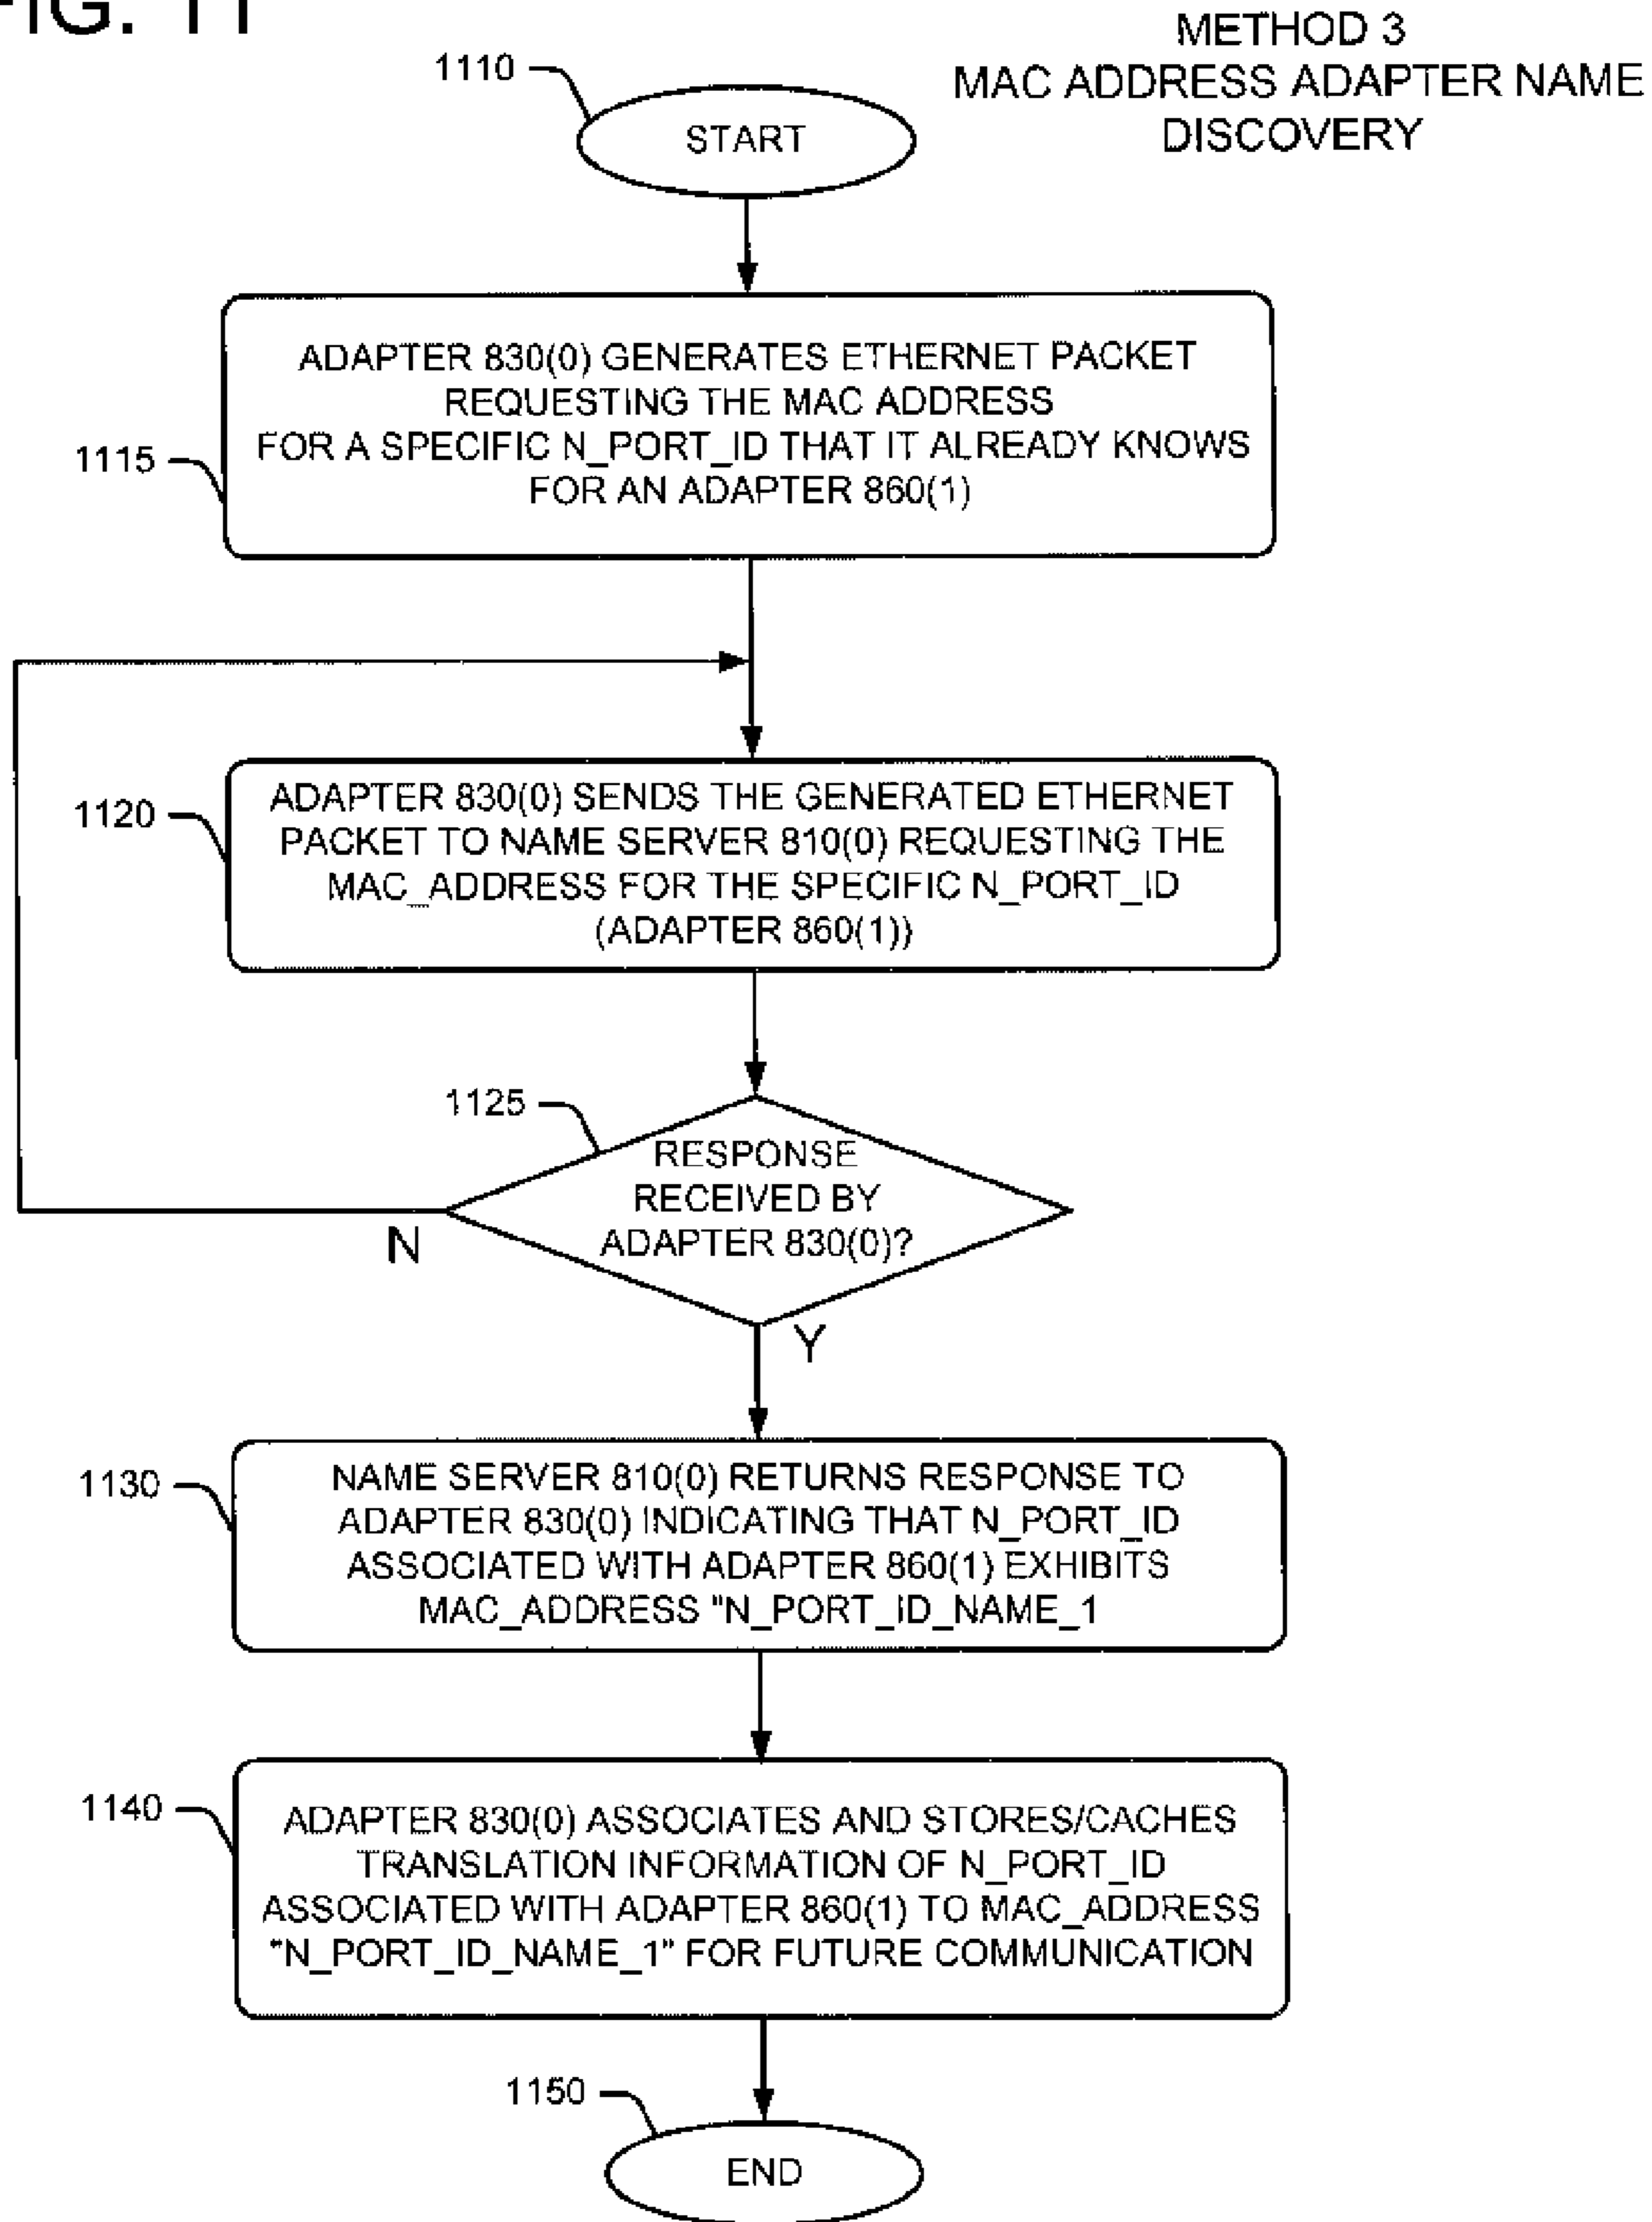 FIG. 11
METHOD 3
MAC ADDRESS ADAPTER NAME
DISCOVERY
1110
START
ADAPTER 830(0) GENERATES ETHERNET PACKET
REQUESTING THE MAC ADDRESS
FOR A SPECIFIC N_PORT_ID THAT IT ALREADY KNOWS
FOR AN ADAPTER 860(1)
1115
1120
ADAPTER 830(0) SENDS THE GENERATED ETHERNET
PACKET TO NAME SERVER 810(0) REQUESTING THE
MAC_ADDRESS FOR THE SPECIFIC N_PORT_ID
(ADAPTER 860(1))
1125
RESPONSE
RECEIVED BY
ADAPTER 830(0)?
N
Y
1130
NAME SERVER 810(0) RETURNS RESPONSE TO
ADAPTER 830(0) INDICATING THAT N_PORT_ID
ASSOCIATED WITH ADAPTER 860(1) EXHIBITS
MAC_ADDRESS "N_PORT_ID_NAME_1
1140
ADAPTER 830(0) ASSOCIATES AND STORES/CACHES
TRANSLATION INFORMATION OF N_PORT_ID
ASSOCIATED WITH ADAPTER 860(1) TO MAC_ADDRESS
"N_PORT_ID_NAME_1" FOR FUTURE COMMUNICATION
1150
END